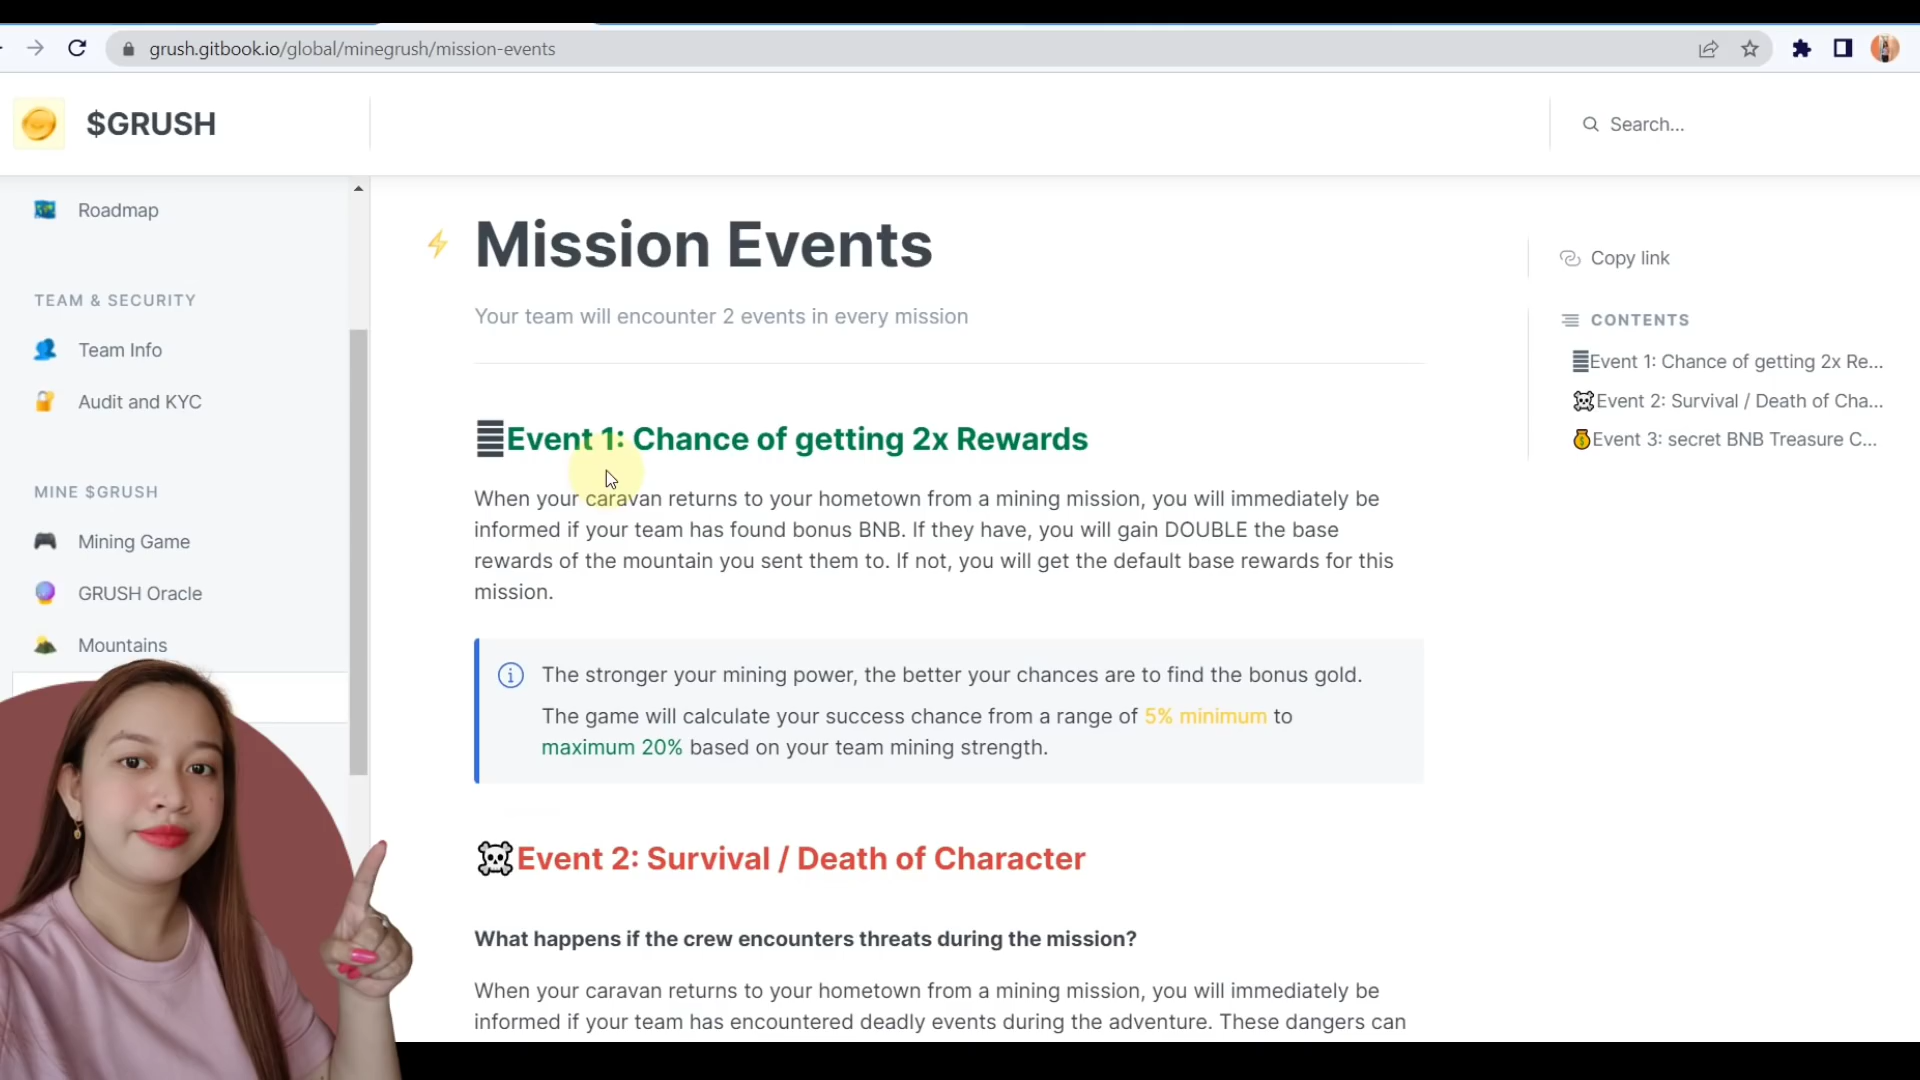 grush.gitbook.io/global/minegrush/mission-events
$GRUSH
Search...
Roadmap
TEAM & SECURITY
Team Info
Audit and KYC
MINE $GRUSH
Mining Game
GRUSH Oracle
Mountains
Mission Events
Your team will encounter 2 events in every mission
Event 1: Chance of getting 2x Rewards
When your caravan returns to your hometown from a mining mission, you will immediately be
informed if your team has found bonus BNB. If they have, you will gain DOUBLE the base
rewards of the mountain you sent them to. If not, you will get the default base rewards for this
mission.
The stronger your mining power, the better your chances are to find the bonus gold.
The game will calculate your success chance from a range of 5% minimum to
maximum 20% based on your team mining strength.
Event 2: Survival / Death of Character
What happens if the crew encounters threats during the mission?
When your caravan returns to your hometown from a mining mission, you will immediately be
informed if your team has encountered deadly events during the adventure. These dangers can
Copy link
CONTENTS
Event 1: Chance of getting 2x Re...
Event 2: Survival / Death of Cha...
Event 3: secret BNB Treasure C...